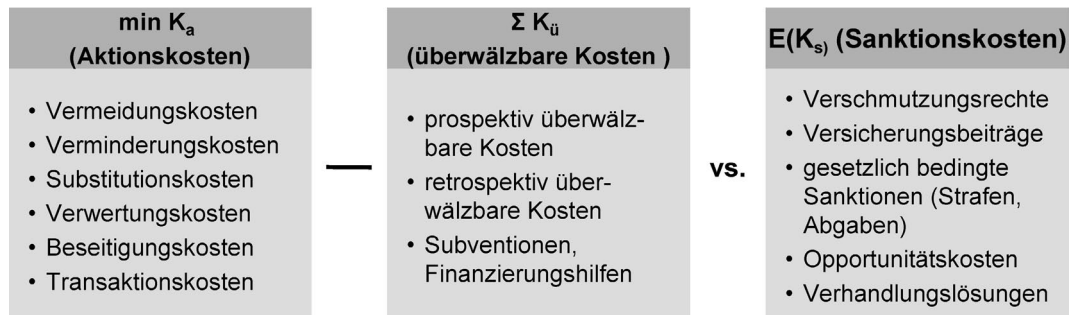 min Kₐ
(Aktionskosten)
• Vermeidungskosten
• Verminderungskosten
• Substitutionskosten
• Verwertungskosten
• Beseitigungskosten
• Transaktionskosten
—
Σ Kü
(überwälzbare Kosten )
• prospektiv überwälz-
bare Kosten
• retrospektiv über-
wälzbare Kosten
• Subventionen,
Finanzierungshilfen
vs.
E(Kₛ) (Sanktionskosten)
• Verschmutzungsrechte
• Versicherungsbeiträge
• gesetzlich bedingte
Sanktionen (Strafen,
Abgaben)
• Opportunitätskosten
• Verhandlungslösungen